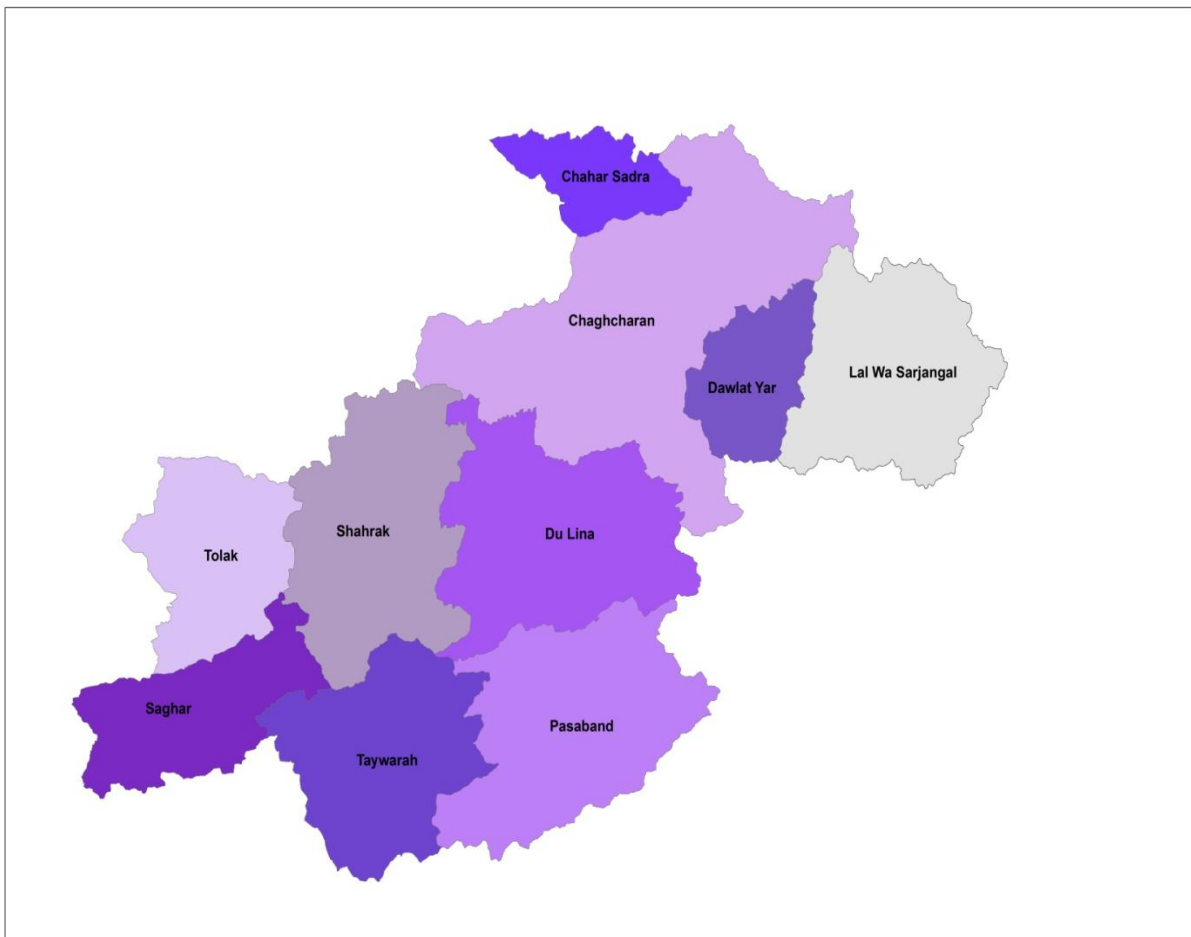 Chahar Sadra
Chaghcharan
Lal Wa Sarjangal
Dawlat Yar
Shahrak
Du Lina
Tolak
Saghar
Pasaband
Taywarah